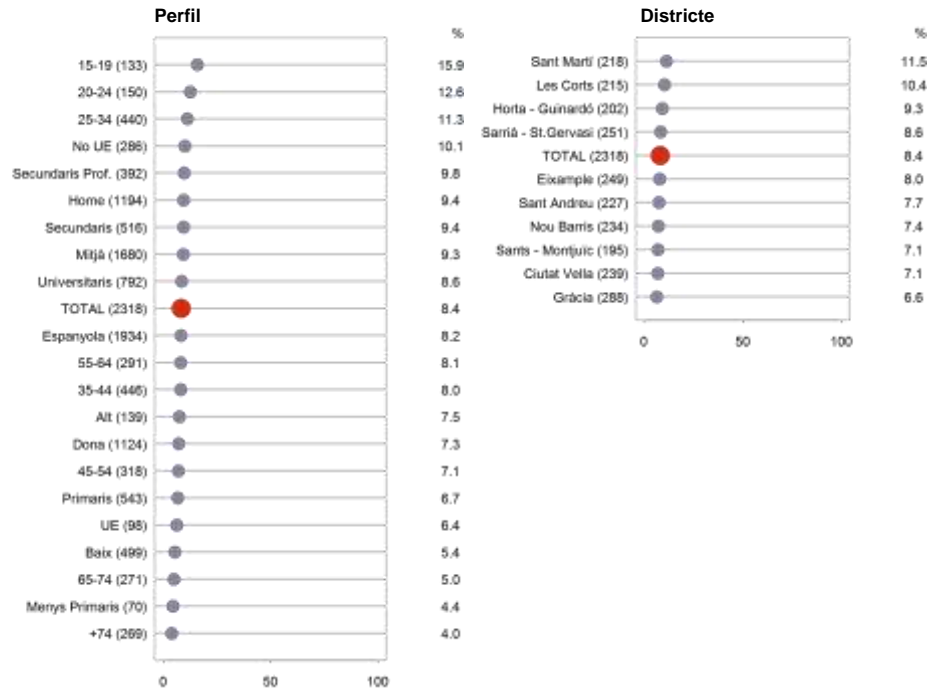 Perfil
%
15-19 (133) 15.9
20-24 (150) 12.6
25-34 (440) 11.3
No UE (286) 10.1
Secundaris Prof. (392) 9.8
Home (1194) 9.4
Secundaris (516) 9.4
Mitjà (1680) 9.3
Universitaris (792) 8.6
TOTAL (2318) 8.4
Espanyola (1934) 8.2
55-64 (291) 8.1
35-44 (446) 8.0
Alt (139) 7.5
Dona (1124) 7.3
45-54 (318) 7.1
Primaris (543) 6.7
UE (98) 6.4
Baix (499) 5.4
65-74 (271) 5.0
Menys Primaris (70) 4.4
+74 (269) 4.0
0 50 100
Districte
%
Sant Martí (218) 11.5
Les Corts (215) 10.4
Horta - Guinardó (202) 9.3
Sarrià - St.Gervasi (251) 8.6
TOTAL (2318) 8.4
Eixample (249) 8.0
Sant Andreu (227) 7.7
Nou Barris (234) 7.4
Sants - Montjuïc (195) 7.1
Ciutat Vella (239) 7.1
Gràcia (288) 6.6
0 50 100